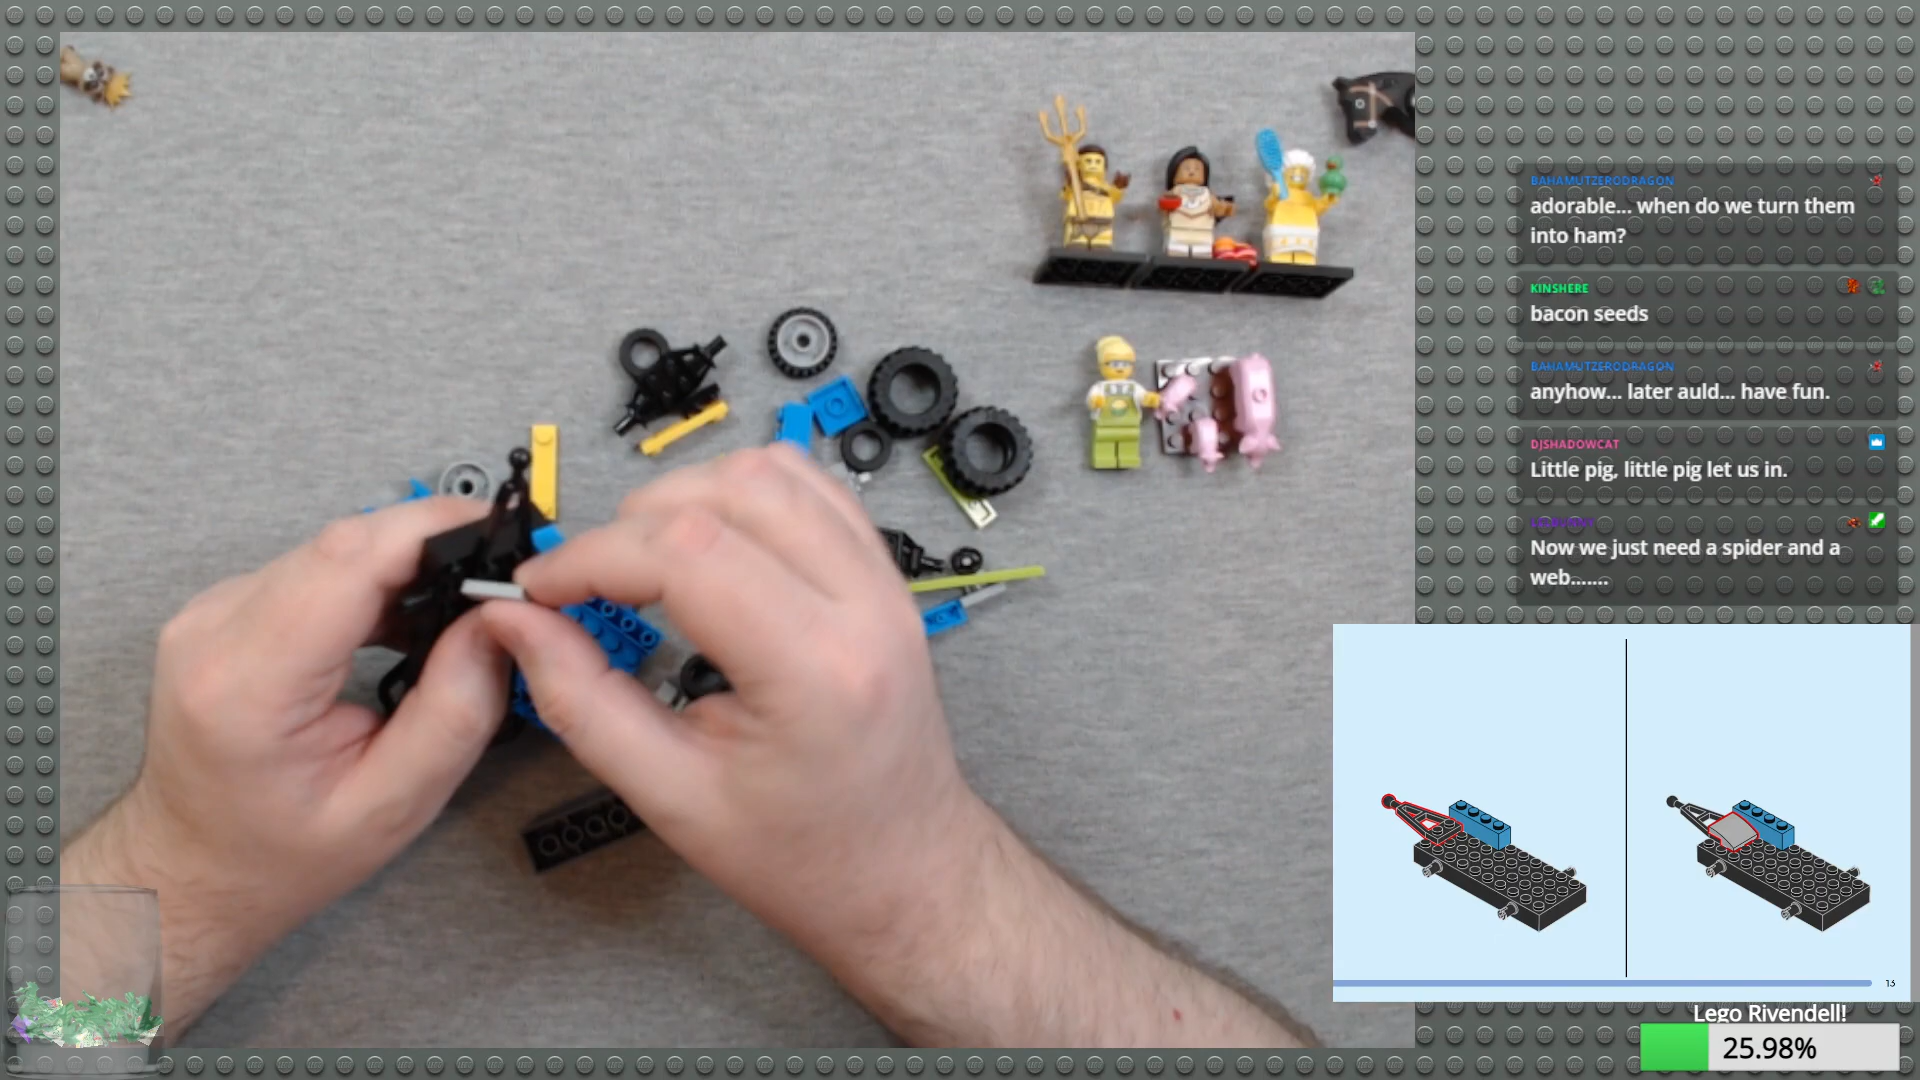 BAHAMUTZERODRAGON
adorable... when do we turn them
into ham?
KINSHERE
bacon seeds
BAHAMUTZERODRAGON
anyhow... later auld... have fun.
DJSHADOWCAT
Little pig, little pig let us in.
Now we just need a spider and a
web.......
13
Lego Rivendell!
25.98%